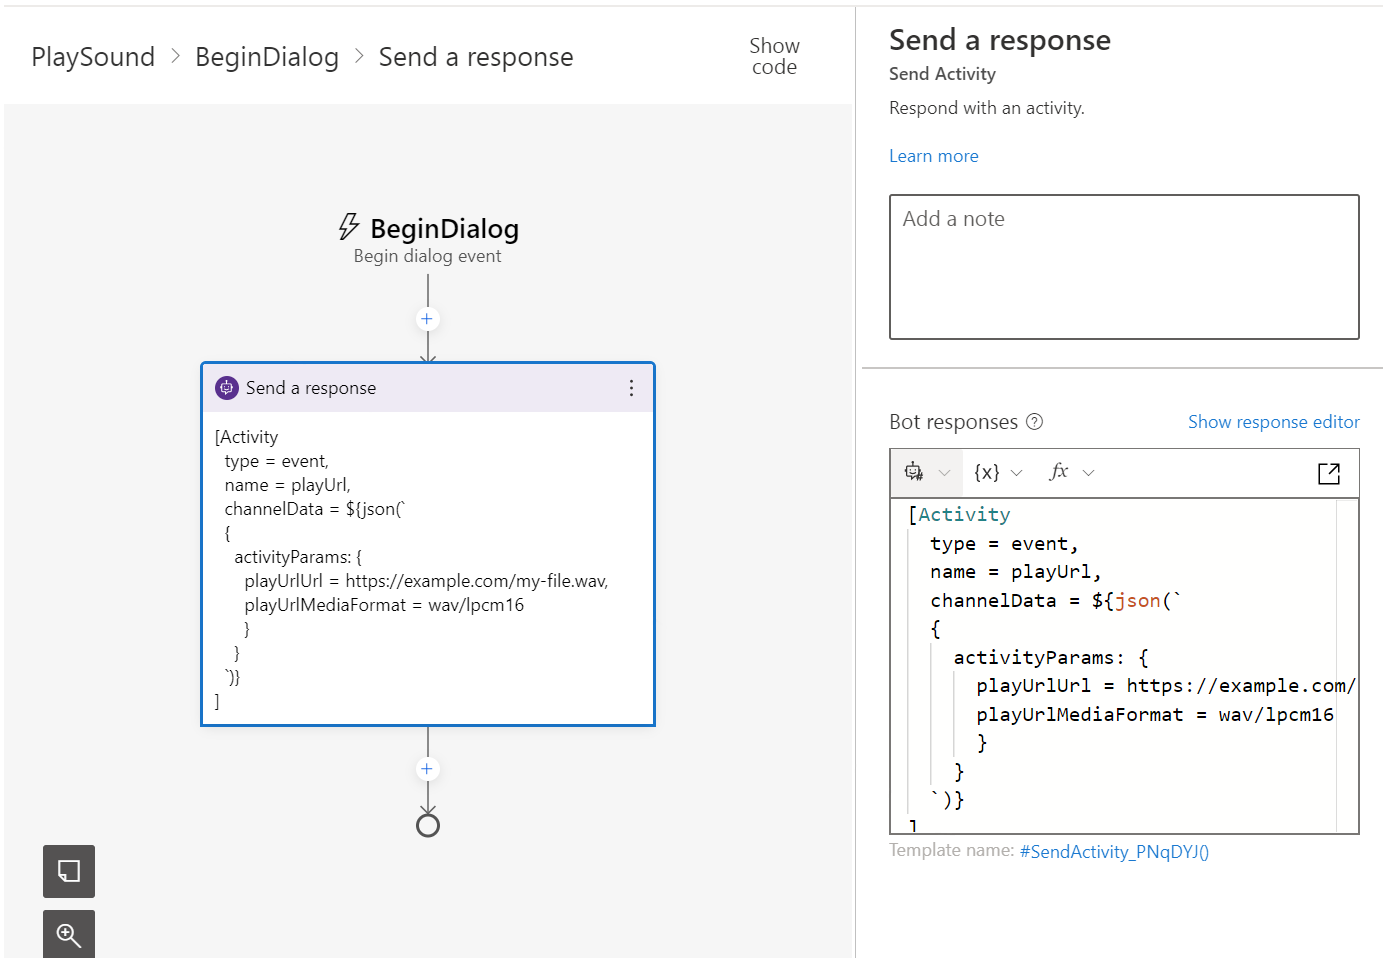 PlaySound > BeginDialog > Send a response
Show
code
BeginDialog
Begin dialog event
Send a response
[Activity
type = event,
name = playUrl,
channelData = ${json(`
{
activityParams: {
playUrlUrl = https://example.com/my-file.wav,
playUrlMediaFormat = wav/lpcm16
}
}
`)}
]
Send a response
Send Activity
Respond with an activity.
Learn more
Add a note
Bot responses
Show response editor
{x}
fx
[Activity
type = event,
name = playUrl,
channelData = ${json(`
{
activityParams: {
playUrlUrl = https://example.com/
playUrlMediaFormat = wav/lpcm16
}
}
`)}
]
Template name: #SendActivity_PNqDYJ()